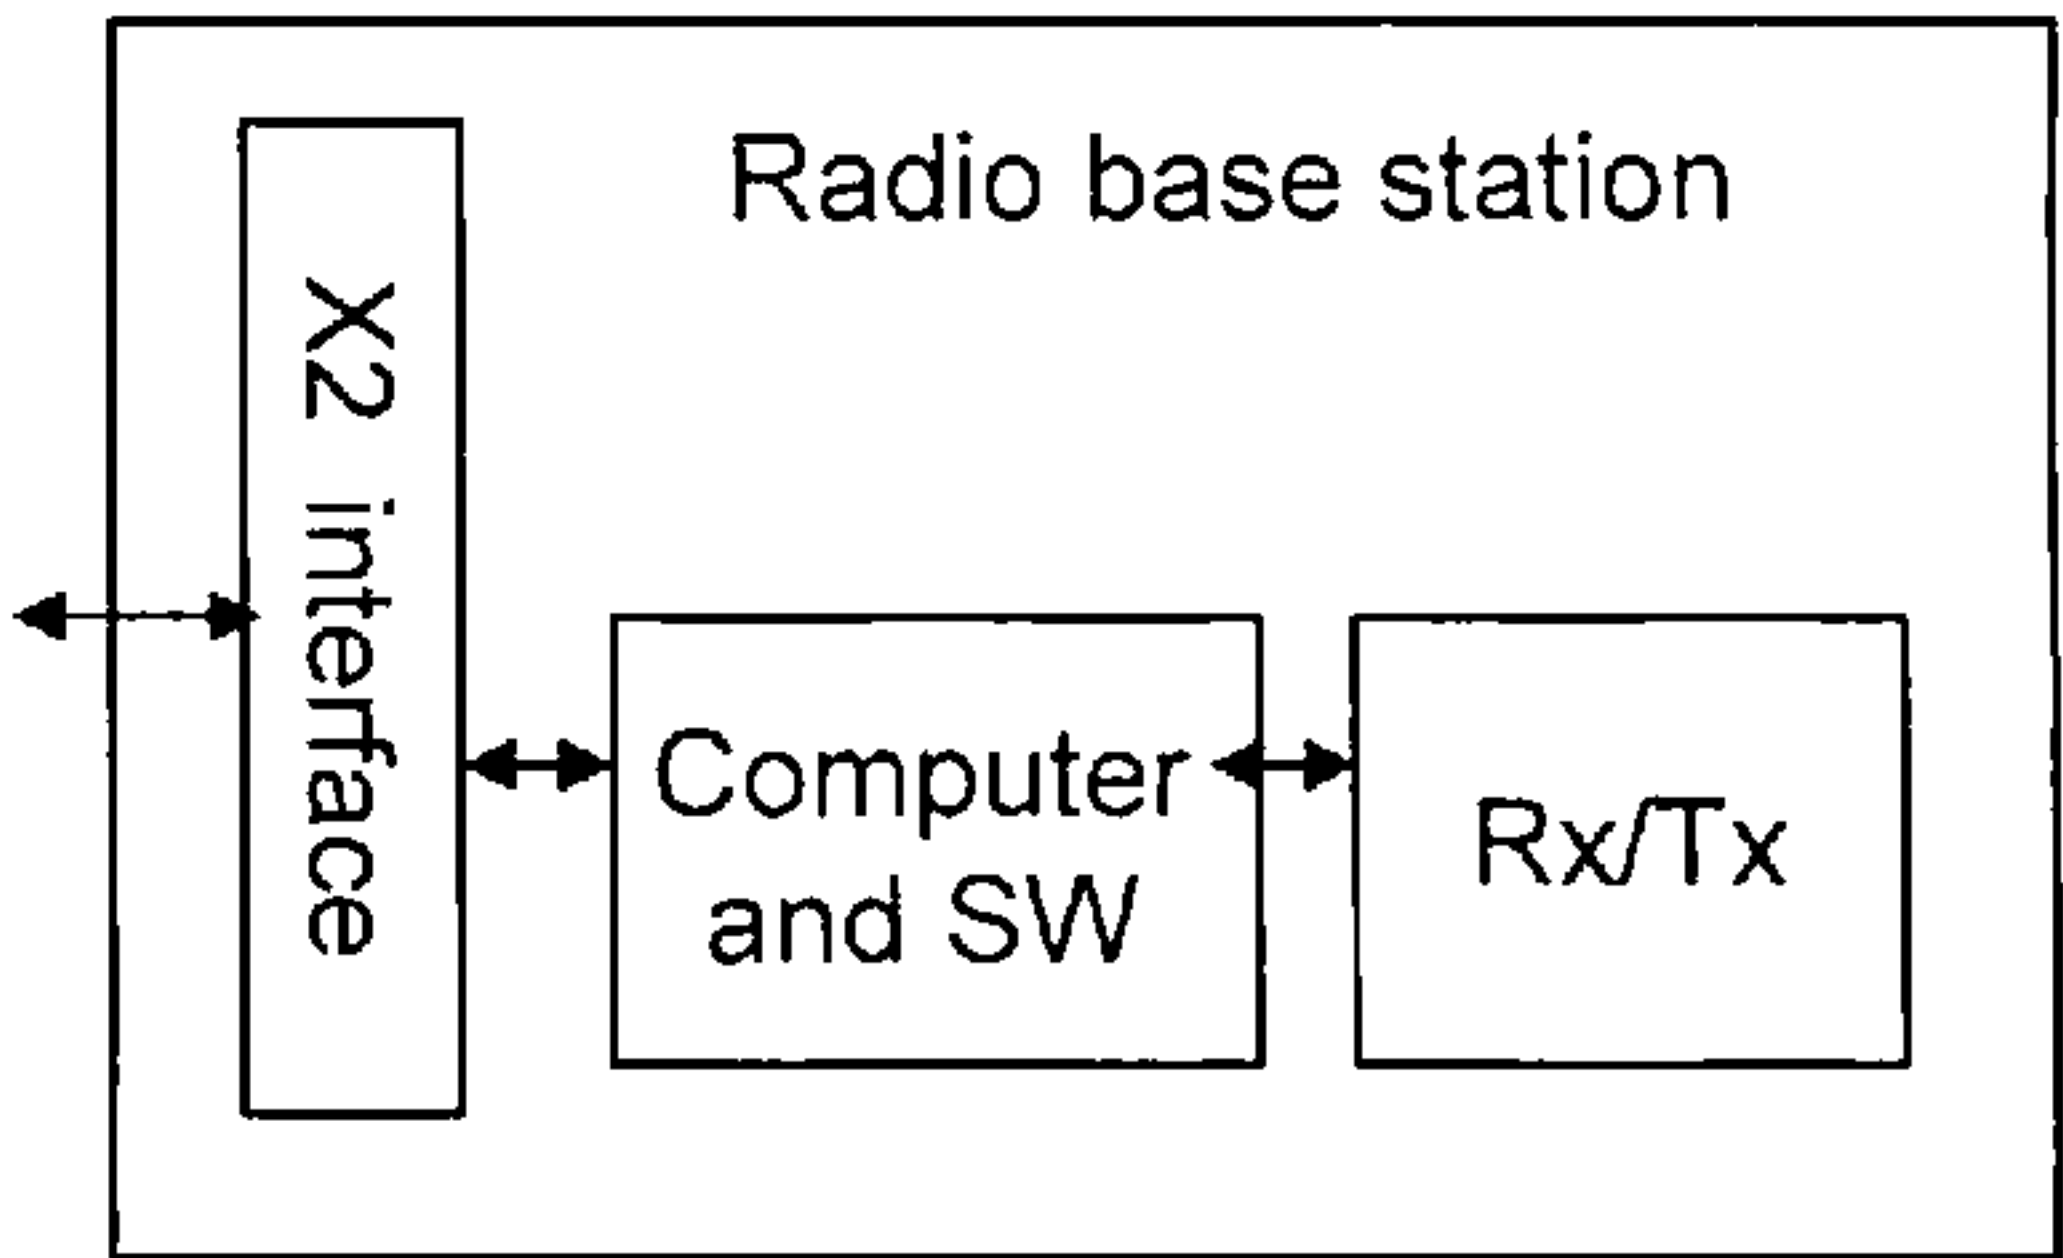 Radio base station
X2 interface
Computer
and SW
Rx/Tx